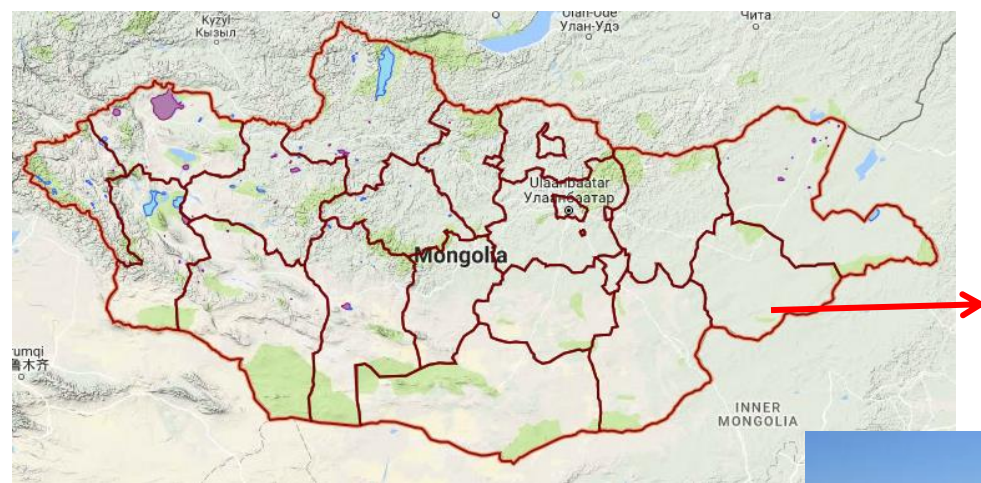 Kyzyl
Кызыл
Ulan-Ude
Улан-Удэ
Чита
Ulaanbaatar
Улаанбаатар
Mongolia
rumqi
鲁木齐
INNER
MONGOLIA